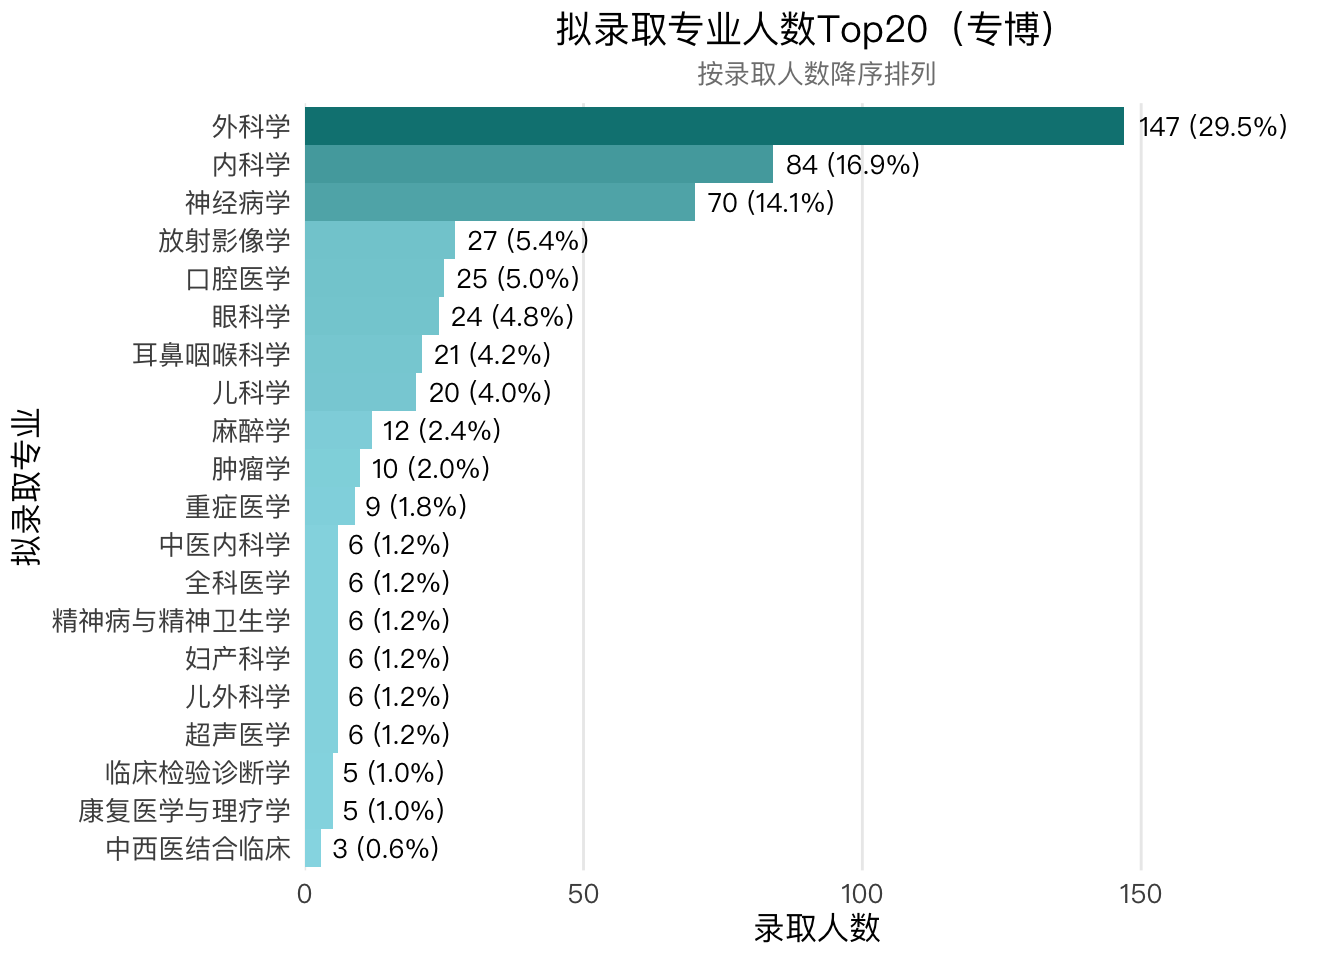 拟录取专业人数Top20（专博）
按录取人数降序排列
拟录取专业
外科学 147 (29.5%)
内科学 84 (16.9%)
神经病学 70 (14.1%)
放射影像学 27 (5.4%)
口腔医学 25 (5.0%)
眼科学 24 (4.8%)
耳鼻咽喉科学 21 (4.2%)
儿科学 20 (4.0%)
麻醉学 12 (2.4%)
肿瘤学 10 (2.0%)
重症医学 9 (1.8%)
中医内科学 6 (1.2%)
全科医学 6 (1.2%)
精神病与精神卫生学 6 (1.2%)
妇产科学 6 (1.2%)
儿外科学 6 (1.2%)
超声医学 6 (1.2%)
临床检验诊断学 5 (1.0%)
康复医学与理疗学 5 (1.0%)
中西医结合临床 3 (0.6%)
0 50 100 150
录取人数